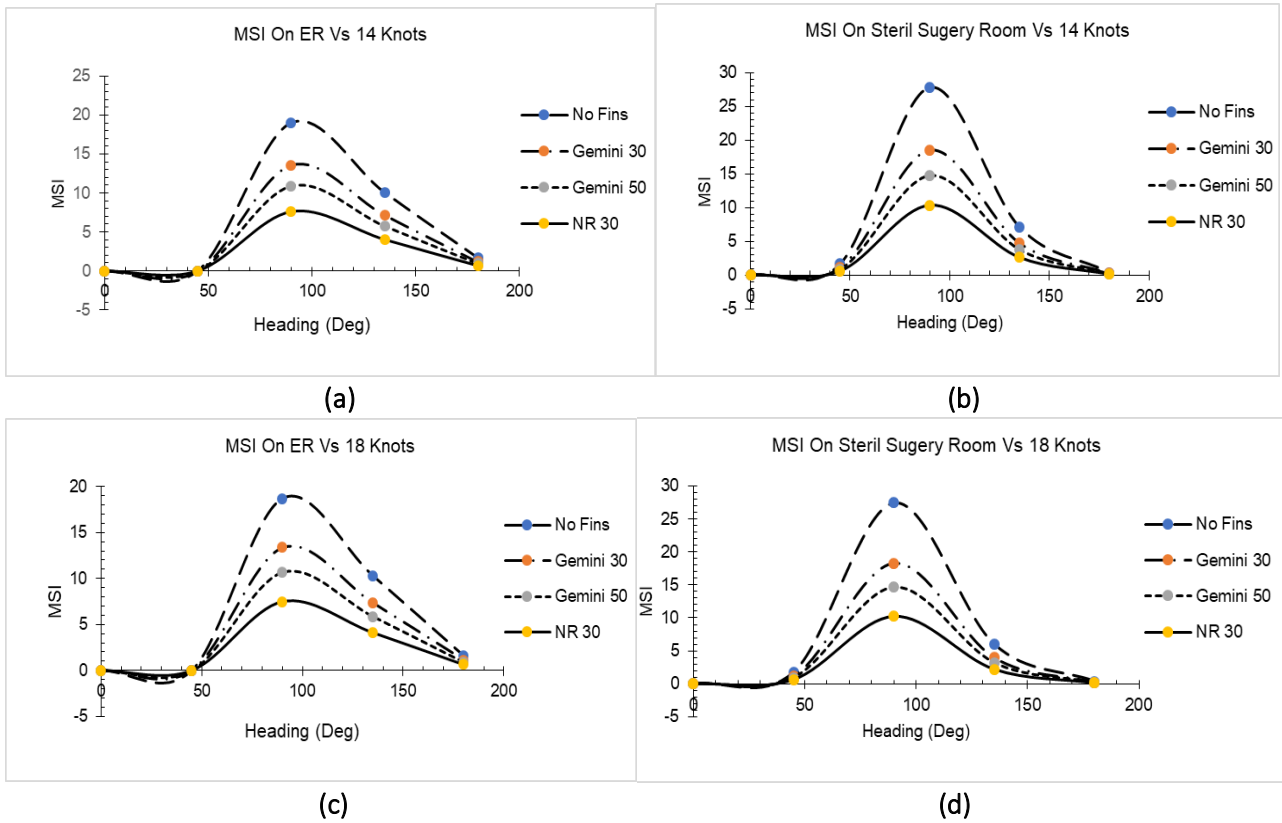 MSI On ER Vs 14 Knots
25
20
15
10
5
0
-5
0
50
100
150
200
MSI
Heading (Deg)
No Fins
Gemini 30
Gemini 50
NR 30
(a)
MSI On Steril Sugery Room Vs 14 Knots
30
25
20
15
10
5
0
-5
0
50
100
150
200
MSI
Heading (Deg)
No Fins
Gemini 30
Gemini 50
NR 30
(b)
MSI On ER Vs 18 Knots
20
15
10
5
0
-5
0
50
100
150
200
MSI
Heading (Deg)
No Fins
Gemini 30
Gemini 50
NR 30
(c)
MSI On Steril Sugery Room Vs 18 Knots
30
25
20
15
10
5
0
-5
0
50
100
150
200
MSI
Heading (Deg)
No Fins
Gemini 30
Gemini 50
NR 30
(d)